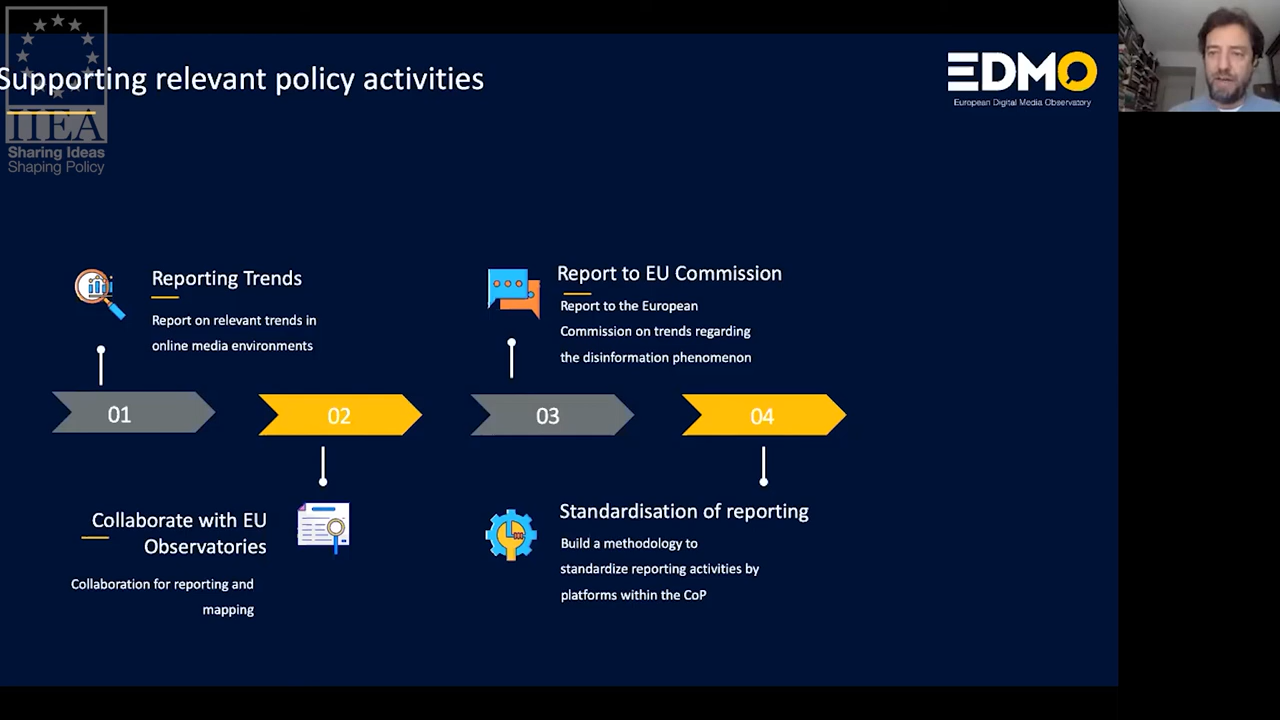 Supporting relevant policy activities
IIEA
Sharing Ideas
Shaping Policy
EDMO
European Digital Media Observatory
Reporting Trends
Report on relevant trends in
online media environments
Report to EU Commission
Report to the European
Commission on trends regarding
the disinformation phenomenon
01
02
03
04
Collaborate with EU
Observatories
Collaboration for reporting and
mapping
Standardisation of reporting
Build a methodology to
standardize reporting activities by
platforms within the CoP